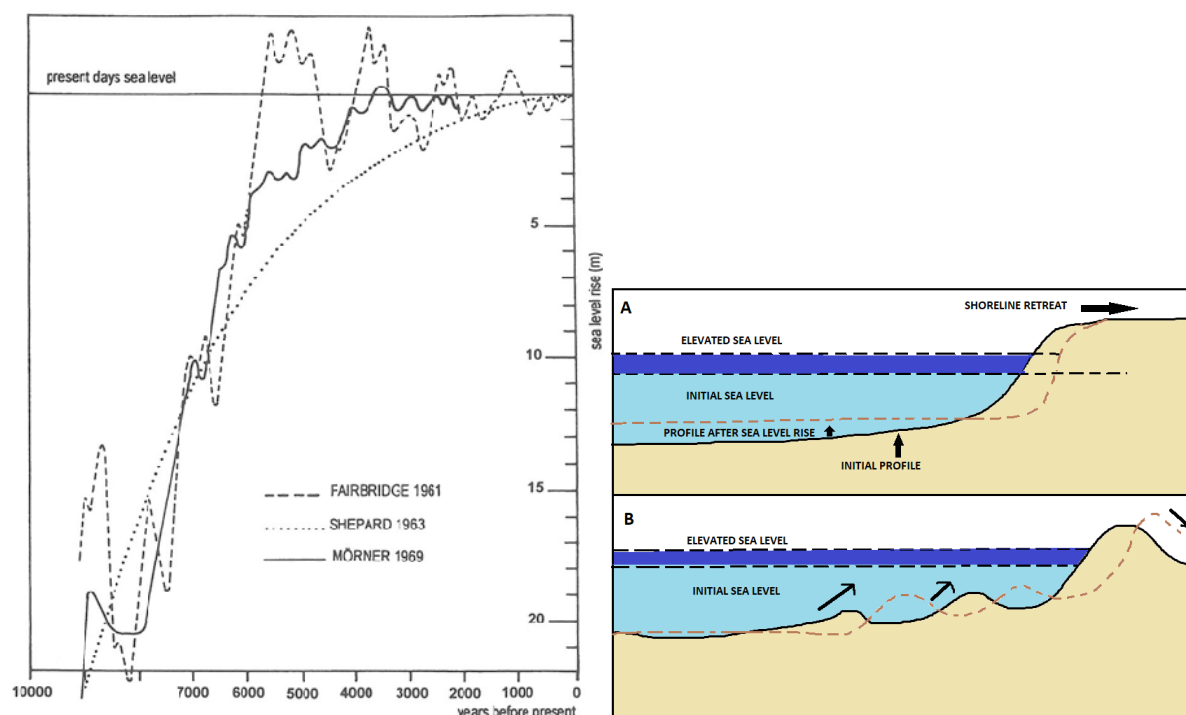 present days sea level
5
10
15
20
sea level rise (m)
FAIRBRIDGE 1961
SHEPARD 1963
MÖRNER 1969
10000
7000
6000
5000
4000
3000
2000
1000
0
years before present
A
SHORELINE RETREAT
ELEVATED SEA LEVEL
INITIAL SEA LEVEL
PROFILE AFTER SEA LEVEL RISE
INITIAL PROFILE
B
ELEVATED SEA LEVEL
INITIAL SEA LEVEL